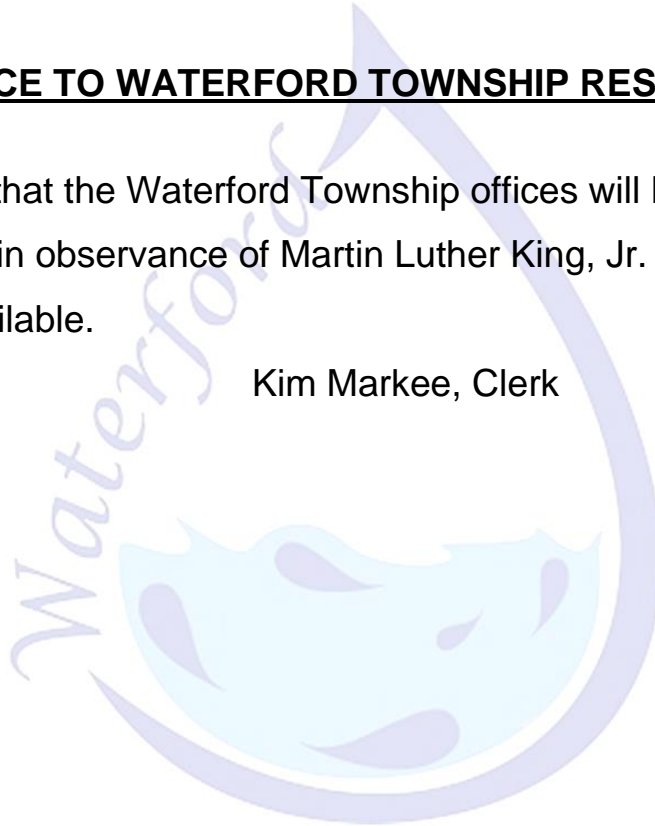 CE TO WATERFORD TOWNSHIP RES
that the Waterford Township offices will
in observance of Martin Luther King, Jr.
ilable.
Kim Markee, Clerk
Waterford